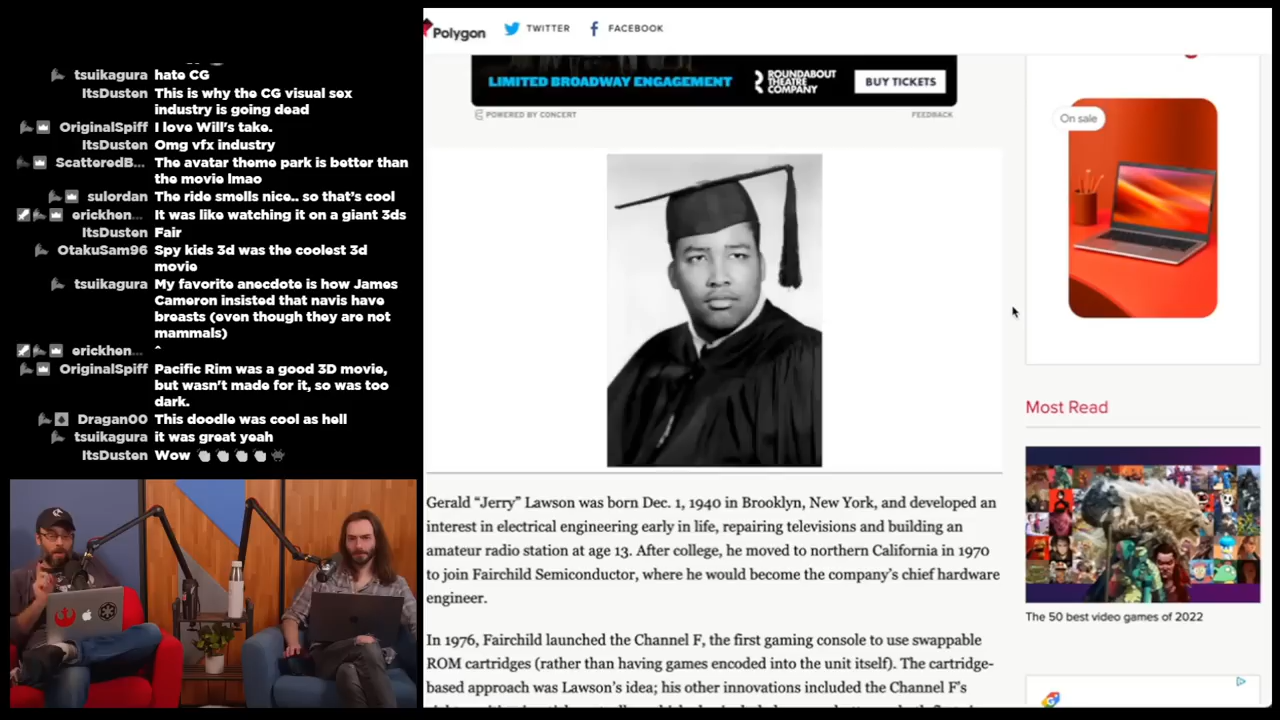 tsuikagura hate CG
ItsDusten This is why the CG visual sex
industry is going dead
OriginalSpiff I love Will's take.
ItsDusten Omg vfx industry
ScatteredB... The avatar theme park is better than
the movie lmao
sulordan The ride smells nice.. so that's cool
erickhen... It was like watching it on a giant 3ds
ItsDusten Fair
OtakuSam96 Spy kids 3d was the coolest 3d
movie
tsuikagura My favorite anecdote is how James
Cameron insisted that navis have
breasts (even though they are not
mammals)
erickhen... ^
OriginalSpiff Pacific Rim was a good 3D movie,
but wasn't made for it, so was too
dark.
Dragan00 This doodle was cool as hell
tsuikagura it was great yeah
ItsDusten Wow
Polygon TWITTER FACEBOOK
LIMITED BROADWAY ENGAGEMENT ROUNDABOUT
THEATRE
COMPANY
BUY TICKETS
POWERED BY CONCERT FEEDBACK
Gerald “Jerry” Lawson was born Dec. 1, 1940 in Brooklyn, New York, and developed an
interest in electrical engineering early in life, repairing televisions and building an
amateur radio station at age 13. After college, he moved to northern California in 1970
to join Fairchild Semiconductor, where he would become the company’s chief hardware
engineer.
In 1976, Fairchild launched the Channel F, the first gaming console to use swappable
ROM cartridges (rather than having games encoded into the unit itself). The cartridge-
based approach was Lawson’s idea; his other innovations included the Channel F’s
On sale
Most Read
The 50 best video games of 2022